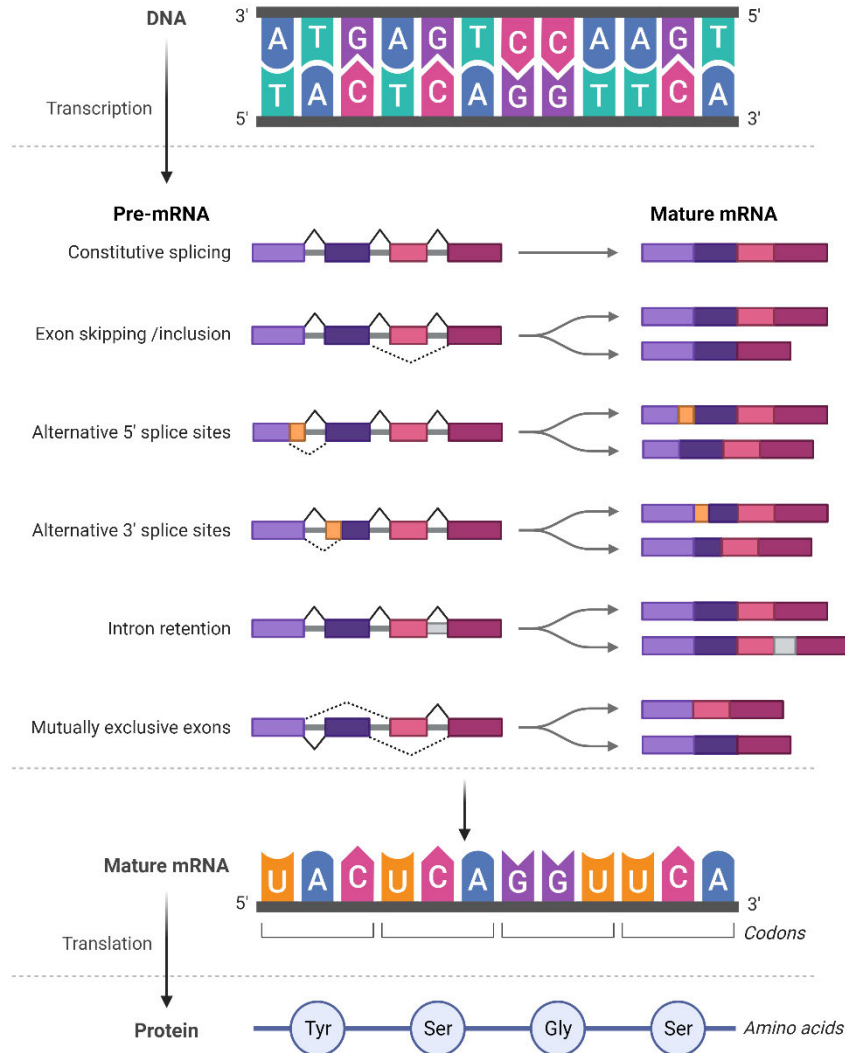 DNA
3'
5'
A T G A G T C C A A G T
T A C T C A G G T T C A
5'
3'
Transcription
Pre-mRNA
Mature mRNA
Constitutive splicing
Exon skipping /inclusion
Alternative 5' splice sites
Alternative 3' splice sites
Intron retention
Mutually exclusive exons
Mature mRNA
U A C U C A G G U U C A
5'
3'
Codons
Translation
Protein
Tyr
Ser
Gly
Ser
Amino acids